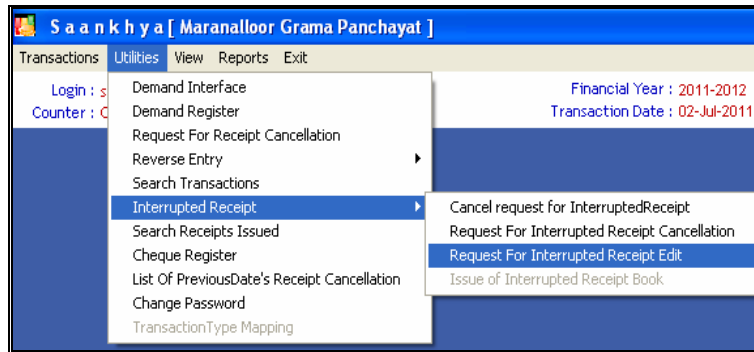 Saankhya [ Maranalloor Grama Panchayat ]
Transactions Utilities View Reports Exit
Login : s Financial Year : 2011-2012
Counter : C Transaction Date : 02-Jul-2011
Demand Interface
Demand Register
Request For Receipt Cancellation
Reverse Entry
Search Transactions
Interrupted Receipt
Search Receipts Issued
Cheque Register
List Of PreviousDate's Receipt Cancellation
Change Password
TransactionType Mapping
Cancel request for InterruptedReceipt
Request For Interrupted Receipt Cancellation
Request For Interrupted Receipt Edit
Issue of Interrupted Receipt Book